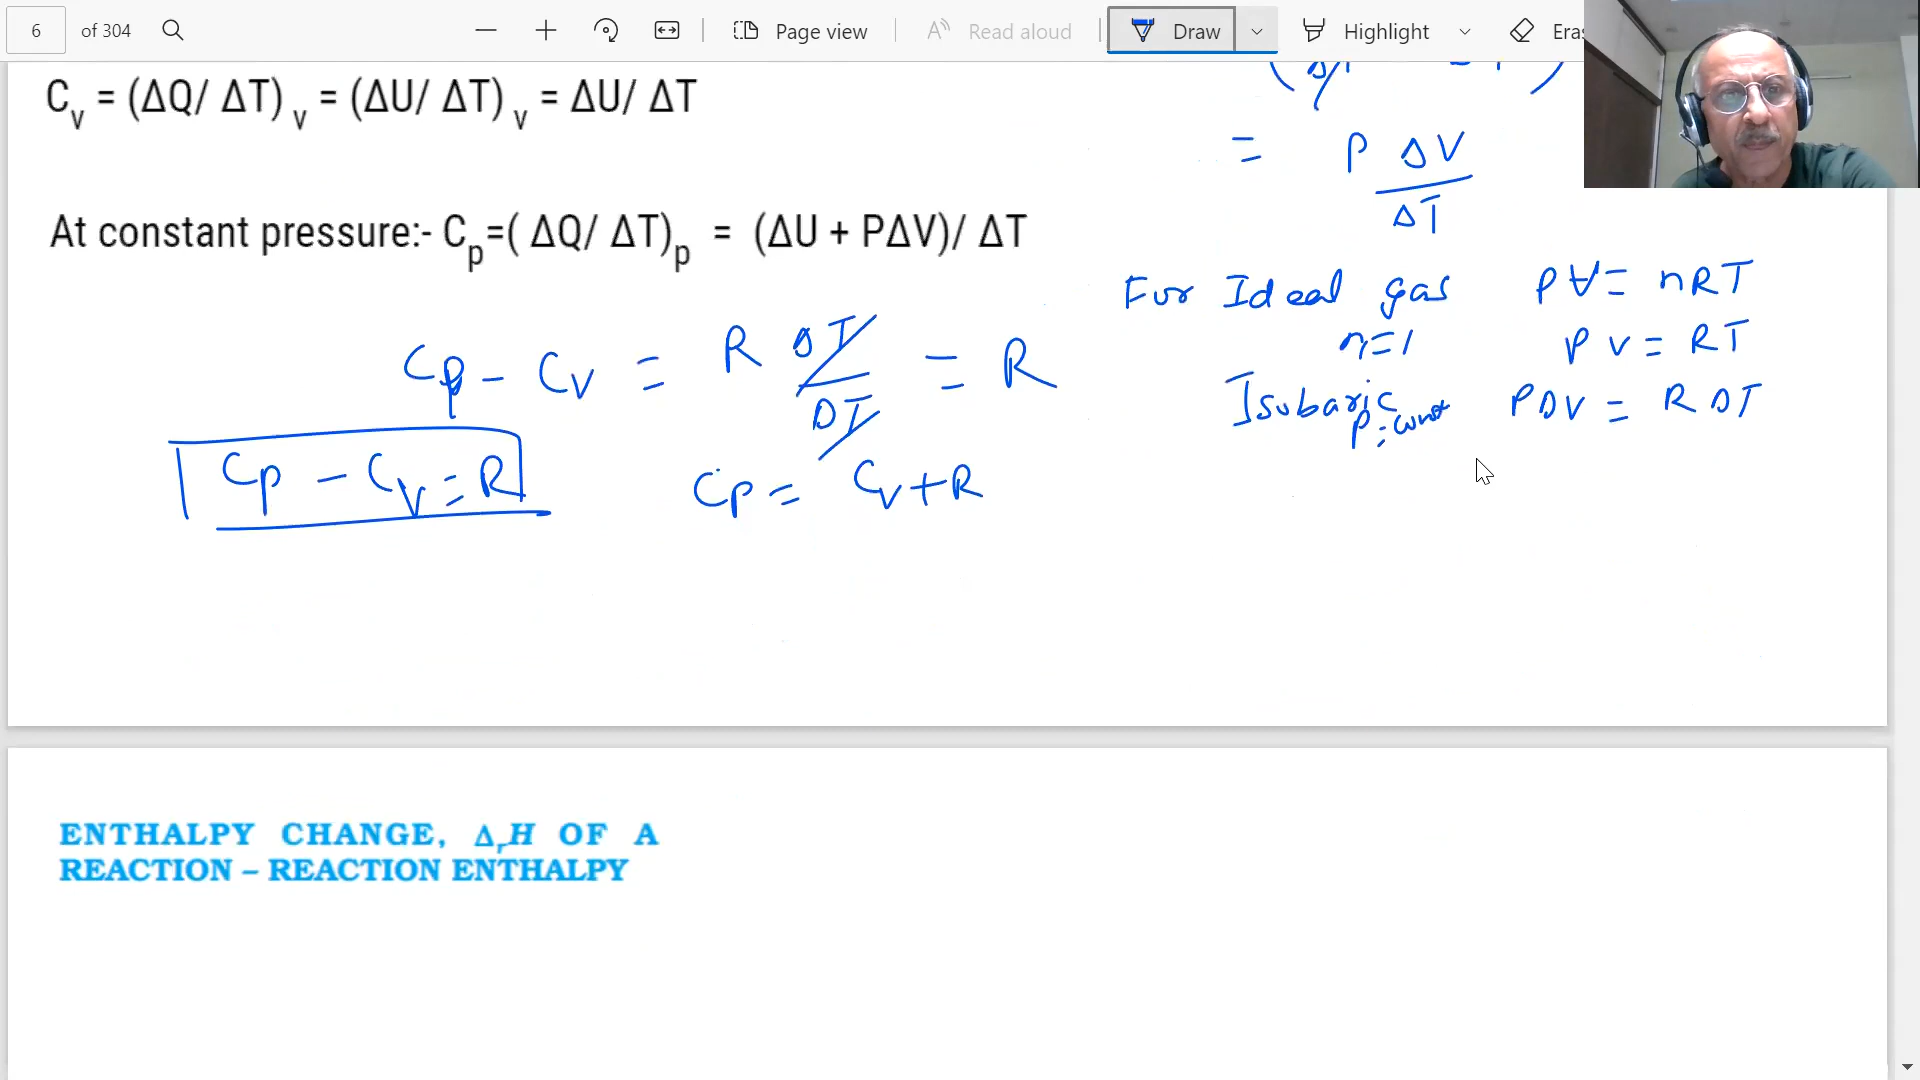 6 of 304 Page view Read aloud Draw Highlight Eras
Cv = (ΔQ/ ΔT) v = (ΔU/ ΔT) v = ΔU/ ΔT
= P ΔV / ΔT
At constant pressure:- Cp=( ΔQ/ ΔT)p = (ΔU + PΔV)/ ΔT
For Ideal gas PV = nRT
n=1 PV = RT
Isobaric PΔV = RΔT
P = const
Cp - Cv = R ΔT / ΔT = R
Cp - Cv = R
Cp = Cv + R
ENTHALPY CHANGE, ΔrH OF A
REACTION – REACTION ENTHALPY